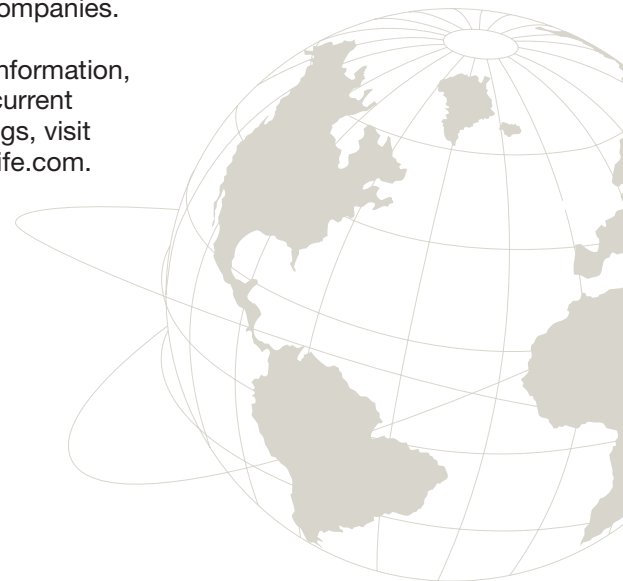 ompanies.
nformation,
current
gs, visit
ife.com.